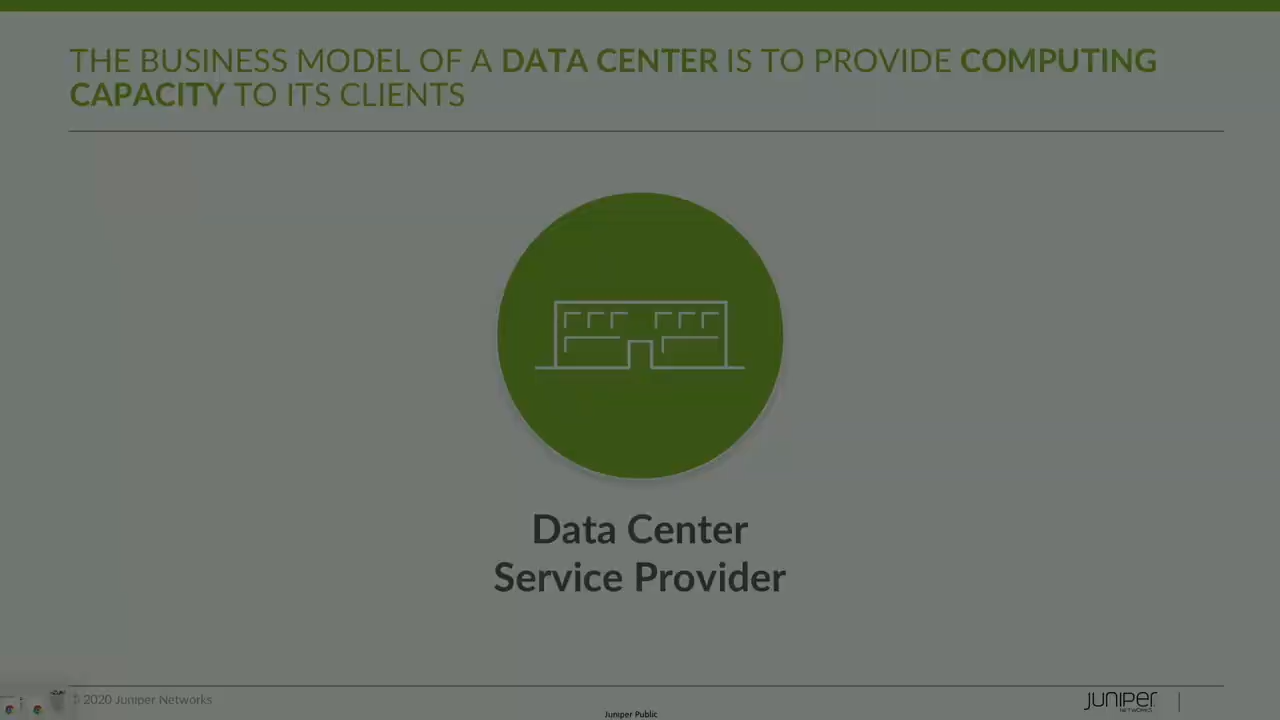 THE BUSINESS MODEL OF A DATA CENTER IS TO PROVIDE COMPUTING
CAPACITY TO ITS CLIENTS
Data Center
Service Provider
© 2020 Juniper Networks
Juniper Public
JUNIPER
NETWORKS